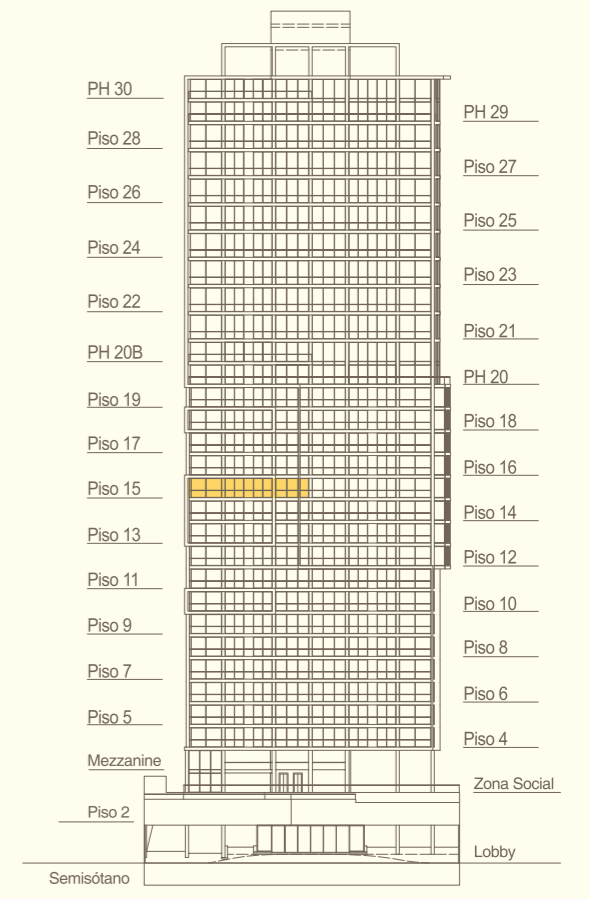 PH 30
PH 29
Piso 28
Piso 27
Piso 26
Piso 25
Piso 24
Piso 23
Piso 22
Piso 21
PH 20B
PH 20
Piso 19
Piso 18
Piso 17
Piso 16
Piso 15
Piso 14
Piso 13
Piso 12
Piso 11
Piso 10
Piso 9
Piso 8
Piso 7
Piso 6
Piso 5
Piso 4
Mezzanine
Zona Social
Piso 2
Lobby
Semisótano